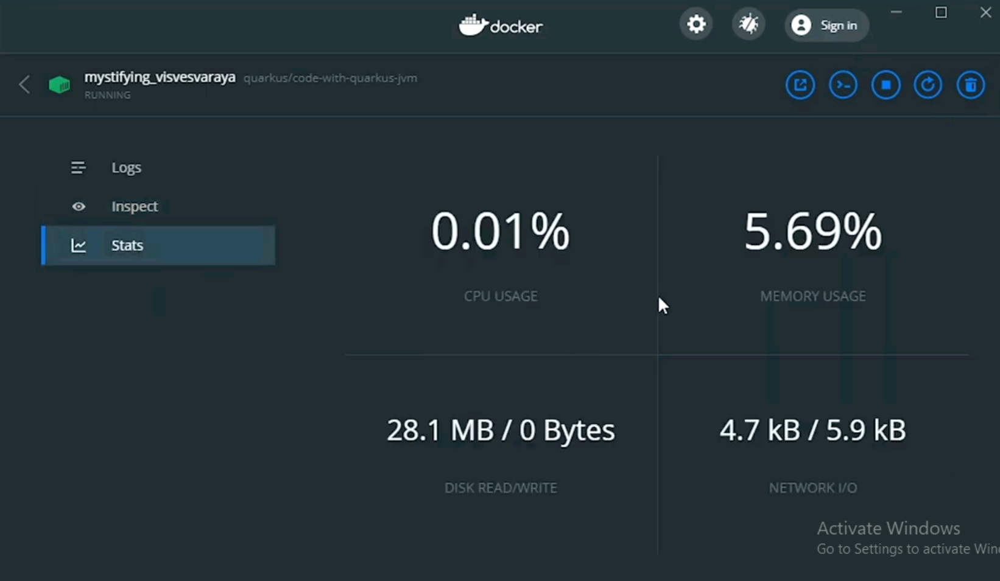 docker
Sign in
mystifying_visvesvaraya quarkus/code-with-quarkus-jvm
RUNNING
Logs
Inspect
Stats
0.01%
CPU USAGE
5.69%
MEMORY USAGE
28.1 MB / 0 Bytes
DISK READ/WRITE
4.7 kB / 5.9 kB
NETWORK I/O
Activate Windows
Go to Settings to activate Win